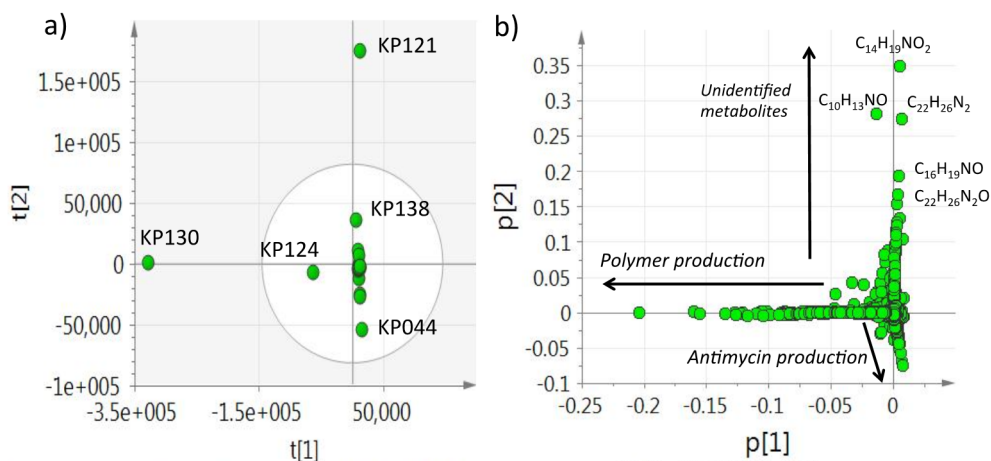 a)
KP121
KP138
KP130
KP124
KP044
1.5e+005
1e+005
50,000
0
-50,000
-1e+005
t[2]
-3.5e+005
-1.5e+005
50,000
t[1]
b)
C₁₄H₁₉NO₂
Unidentified
metabolites
C₁₀H₁₃NO
C₂₂H₂₆N₂
C₁₆H₁₉NO
C₂₂H₂₆N₂O
Polymer production
Antimycin production
0.35
0.3
0.25
0.2
0.15
0.1
0.05
0
-0.05
-0.1
p[2]
-0.25
-0.2
-0.15
-0.1
-0.05
0
p[1]